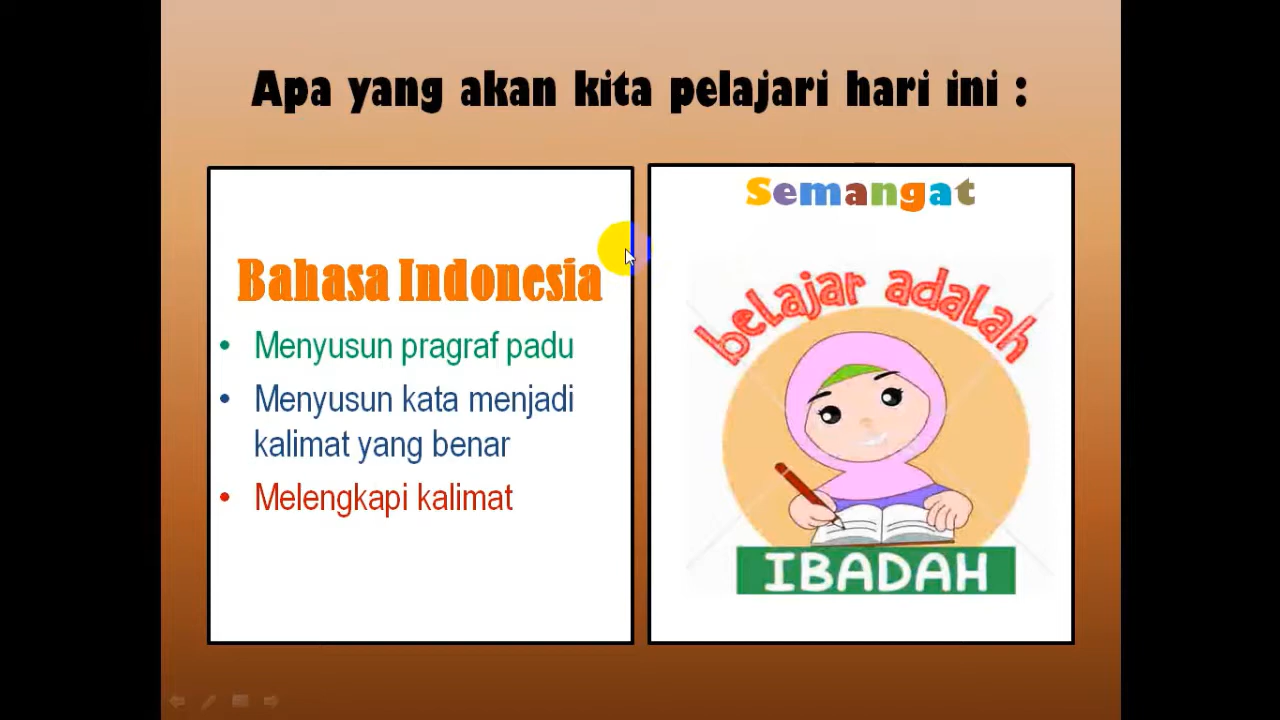 Apa yang akan kita pelajari hari ini :
Bahasa Indonesia
• Menyusun pragraf padu
• Menyusun kata menjadi
kalimat yang benar
• Melengkapi kalimat
Semangat
belajar adalah
IBADAH